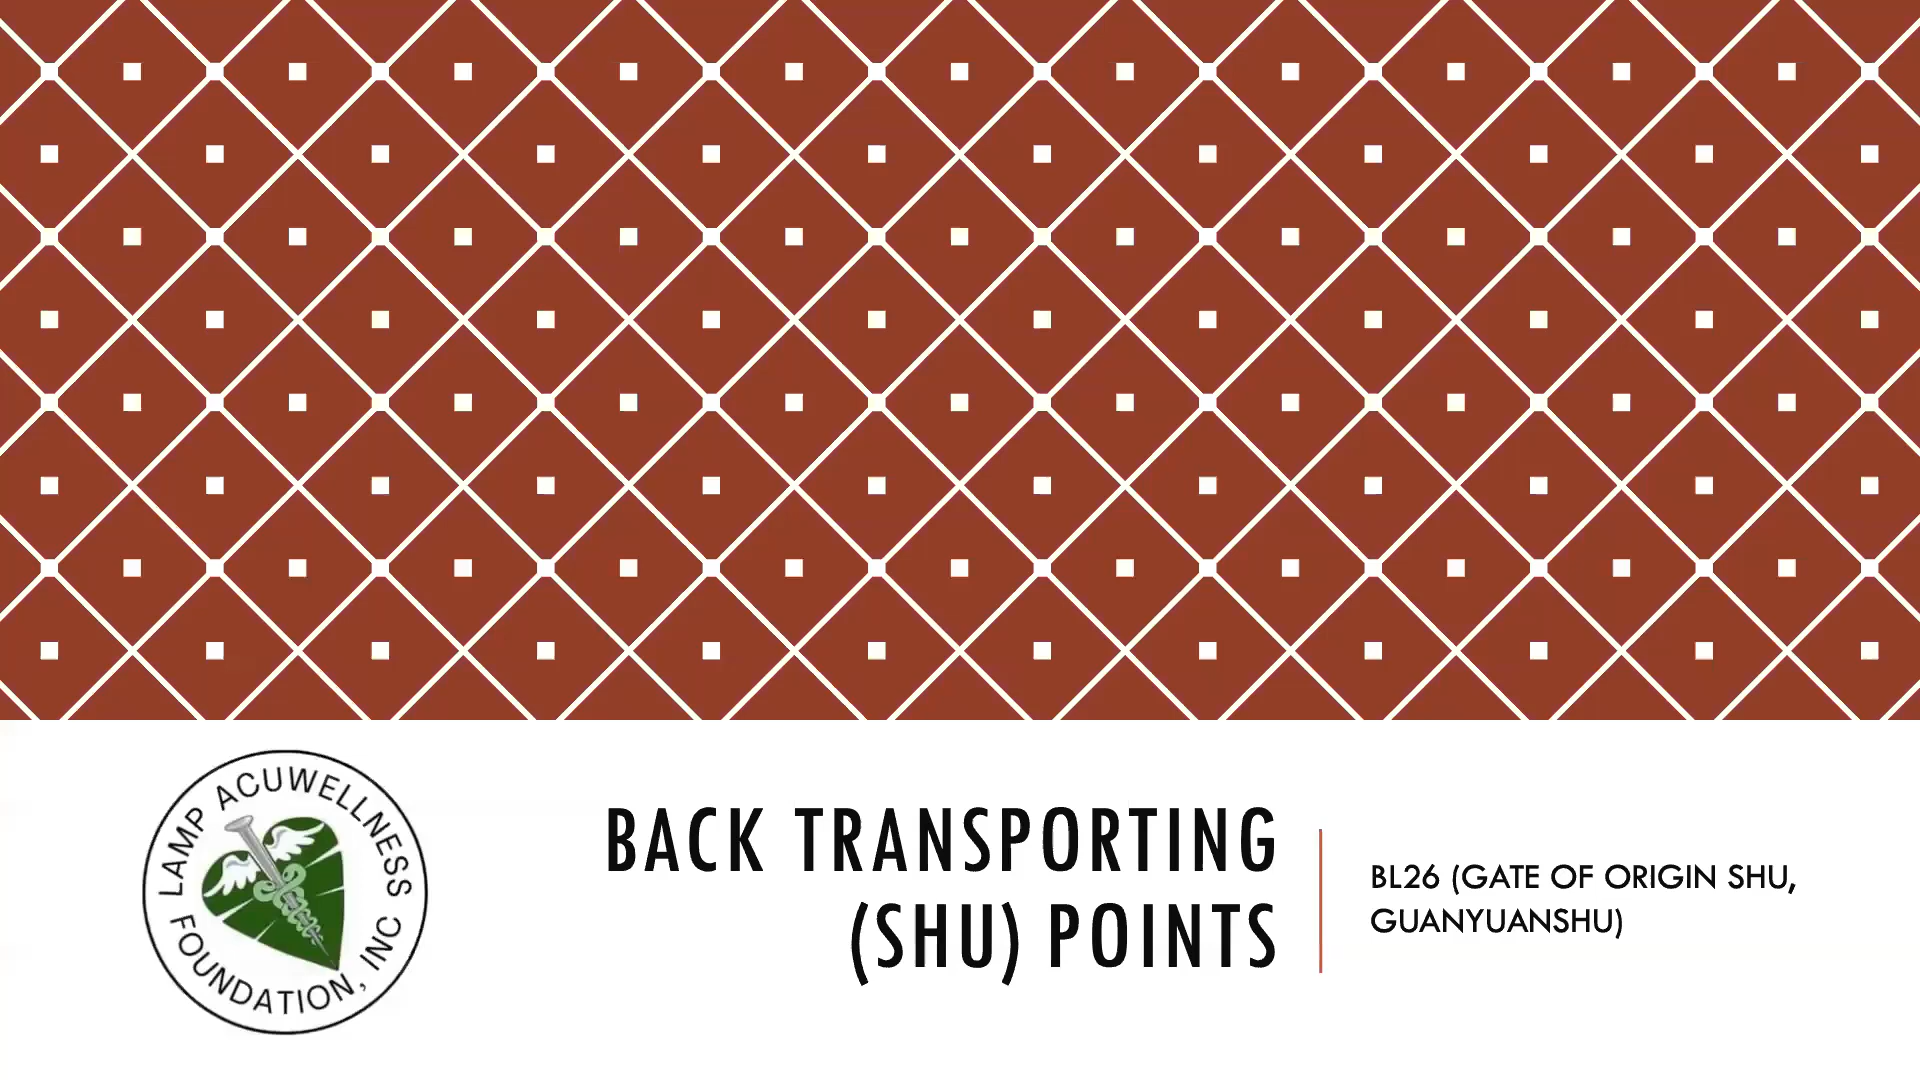 LAMP ACUWELLNESS
FOUNDATION, INC
BACK TRANSPORTING
(SHU) POINTS
BL26 (GATE OF ORIGIN SHU,
GUANYUANSHU)